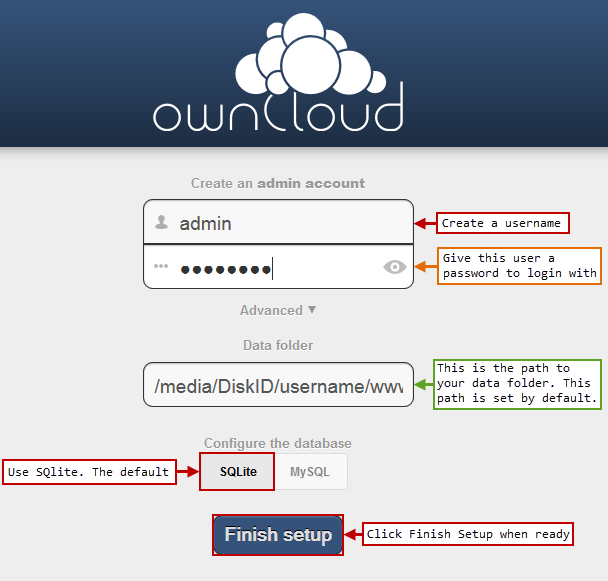 ownCloud
Create an admin account
admin
Create a username
••••••••
Give this user a
password to login with
Advanced ▼
Data folder
/media/DiskID/username/www
This is the path to
your data folder. This
path is set by default.
Configure the database
Use SQlite. The default
SQLite
MySQL
Finish setup
Click Finish Setup when ready